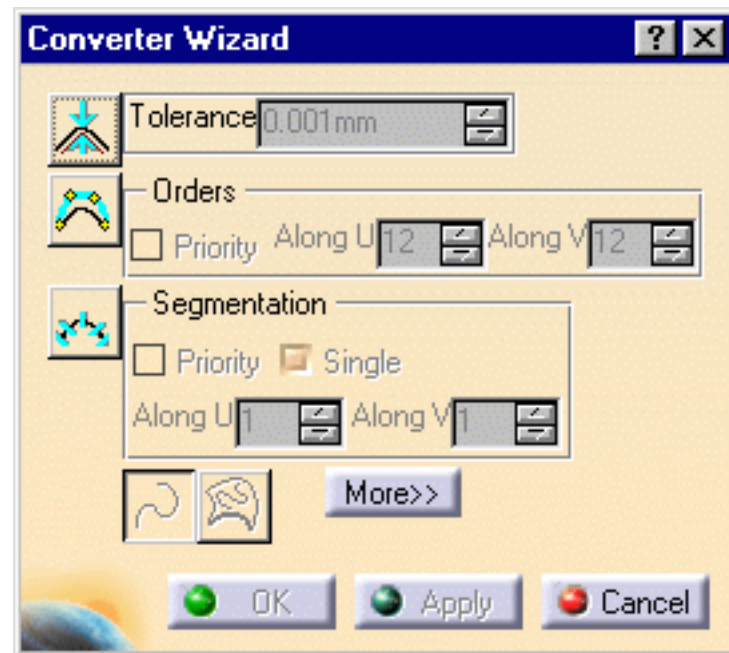 Converter Wizard
Tolerance 0.001mm
Orders
Priority Along U 12 Along V 12
Segmentation
Priority Single
Along U 1 Along V 1
More>>
OK Apply Cancel